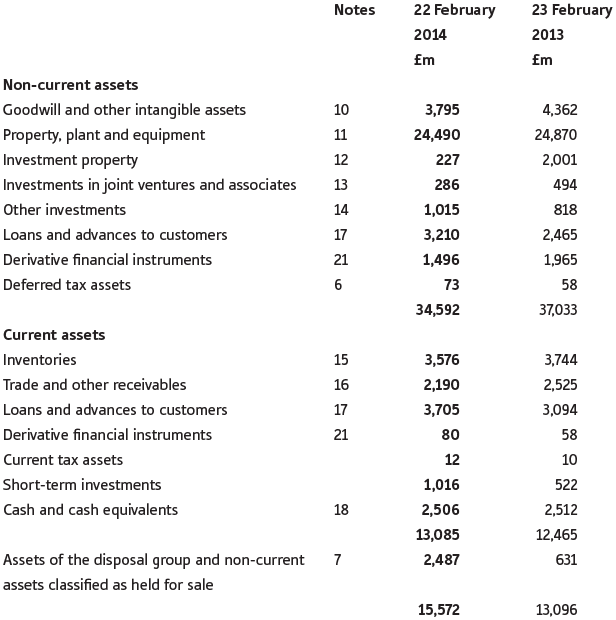 Notes 22 February 23 February
2014 2013
£m £m
Non-current assets
Goodwill and other intangible assets 10 3,795 4,362
Property, plant and equipment 11 24,490 24,870
Investment property 12 227 2,001
Investments in joint ventures and associates 13 286 494
Other investments 14 1,015 818
Loans and advances to customers 17 3,210 2,465
Derivative financial instruments 21 1,496 1,965
Deferred tax assets 6 73 58
34,592 37,033
Current assets
Inventories 15 3,576 3,744
Trade and other receivables 16 2,190 2,525
Loans and advances to customers 17 3,705 3,094
Derivative financial instruments 21 80 58
Current tax assets 12 10
Short-term investments 1,016 522
Cash and cash equivalents 18 2,506 2,512
13,085 12,465
Assets of the disposal group and non-current 7 2,487 631
assets classified as held for sale
15,572 13,096